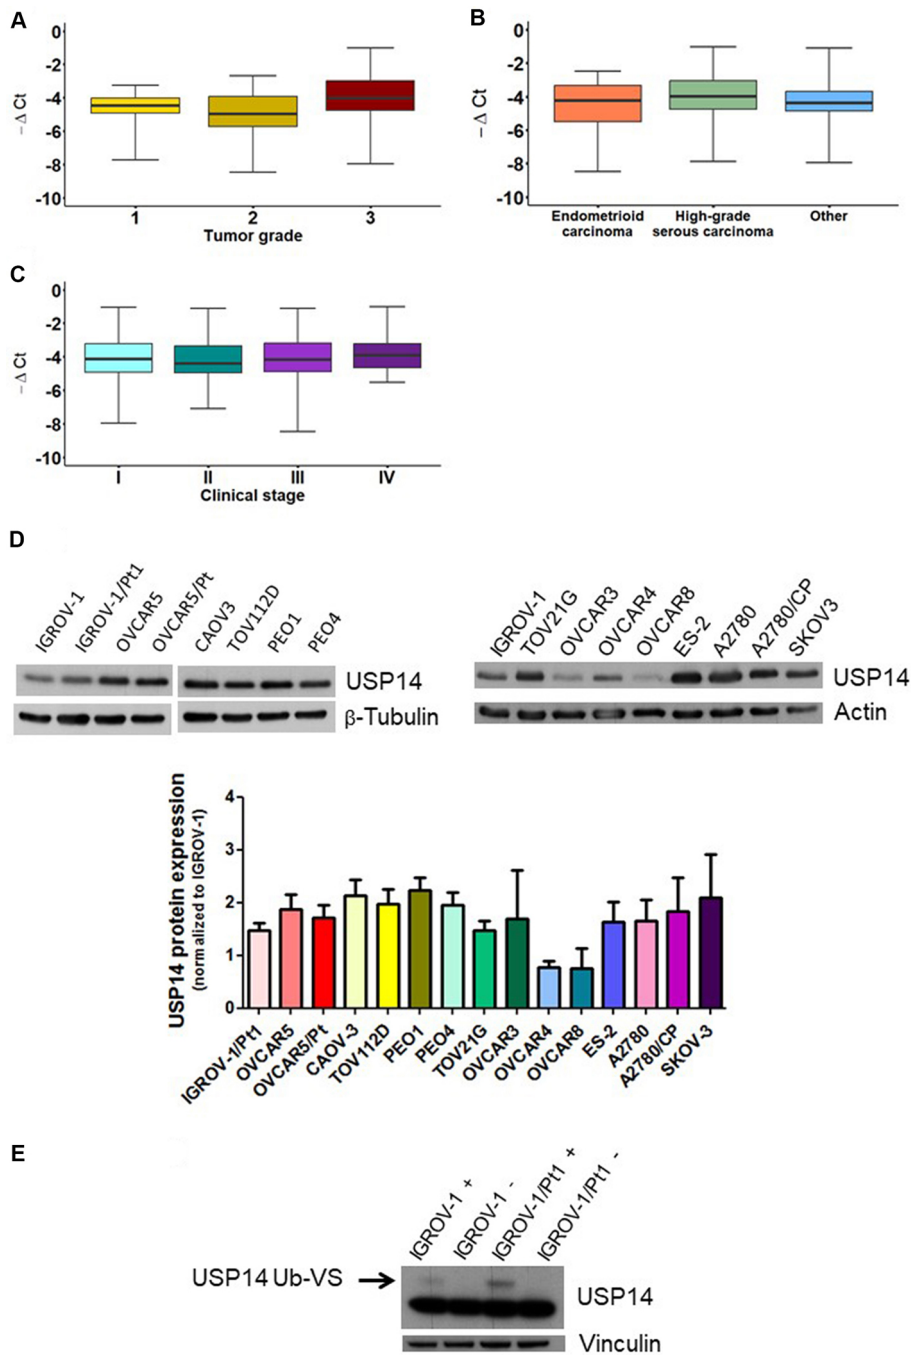 A
0
-2
-4
-6
-8
-10
− Δ Ct
1 2 3
Tumor grade
B
0
-2
-4
-6
-8
-10
− Δ Ct
Endometrioid carcinoma
High-grade serous carcinoma
Other
C
0
-2
-4
-6
-8
-10
− Δ Ct
I II III IV
Clinical stage
D
IGROV-1
IGROV-1/Pt1
OVCAR5
OVCAR5/Pt
CAOV3
TOV112D
PEO1
PEO4
USP14
β-Tubulin
IGROV-1
TOV21G
OVCAR3
OVCAR4
OVCAR8
ES-2
A2780
A2780/CP
SKOV3
USP14
Actin
USP14 protein expression
(normalized to IGROV-1)
4
3
2
1
0
IGROV-1/Pt1
OVCAR5
OVCAR5/Pt
CAOV-3
TOV112D
PEO1
PEO4
TOV21G
OVCAR3
OVCAR4
OVCAR8
ES-2
A2780
A2780/CP
SKOV-3
E
IGROV-1 +
IGROV-1 -
IGROV-1/Pt1 +
IGROV-1/Pt1 -
USP14 Ub-VS
USP14
Vinculin